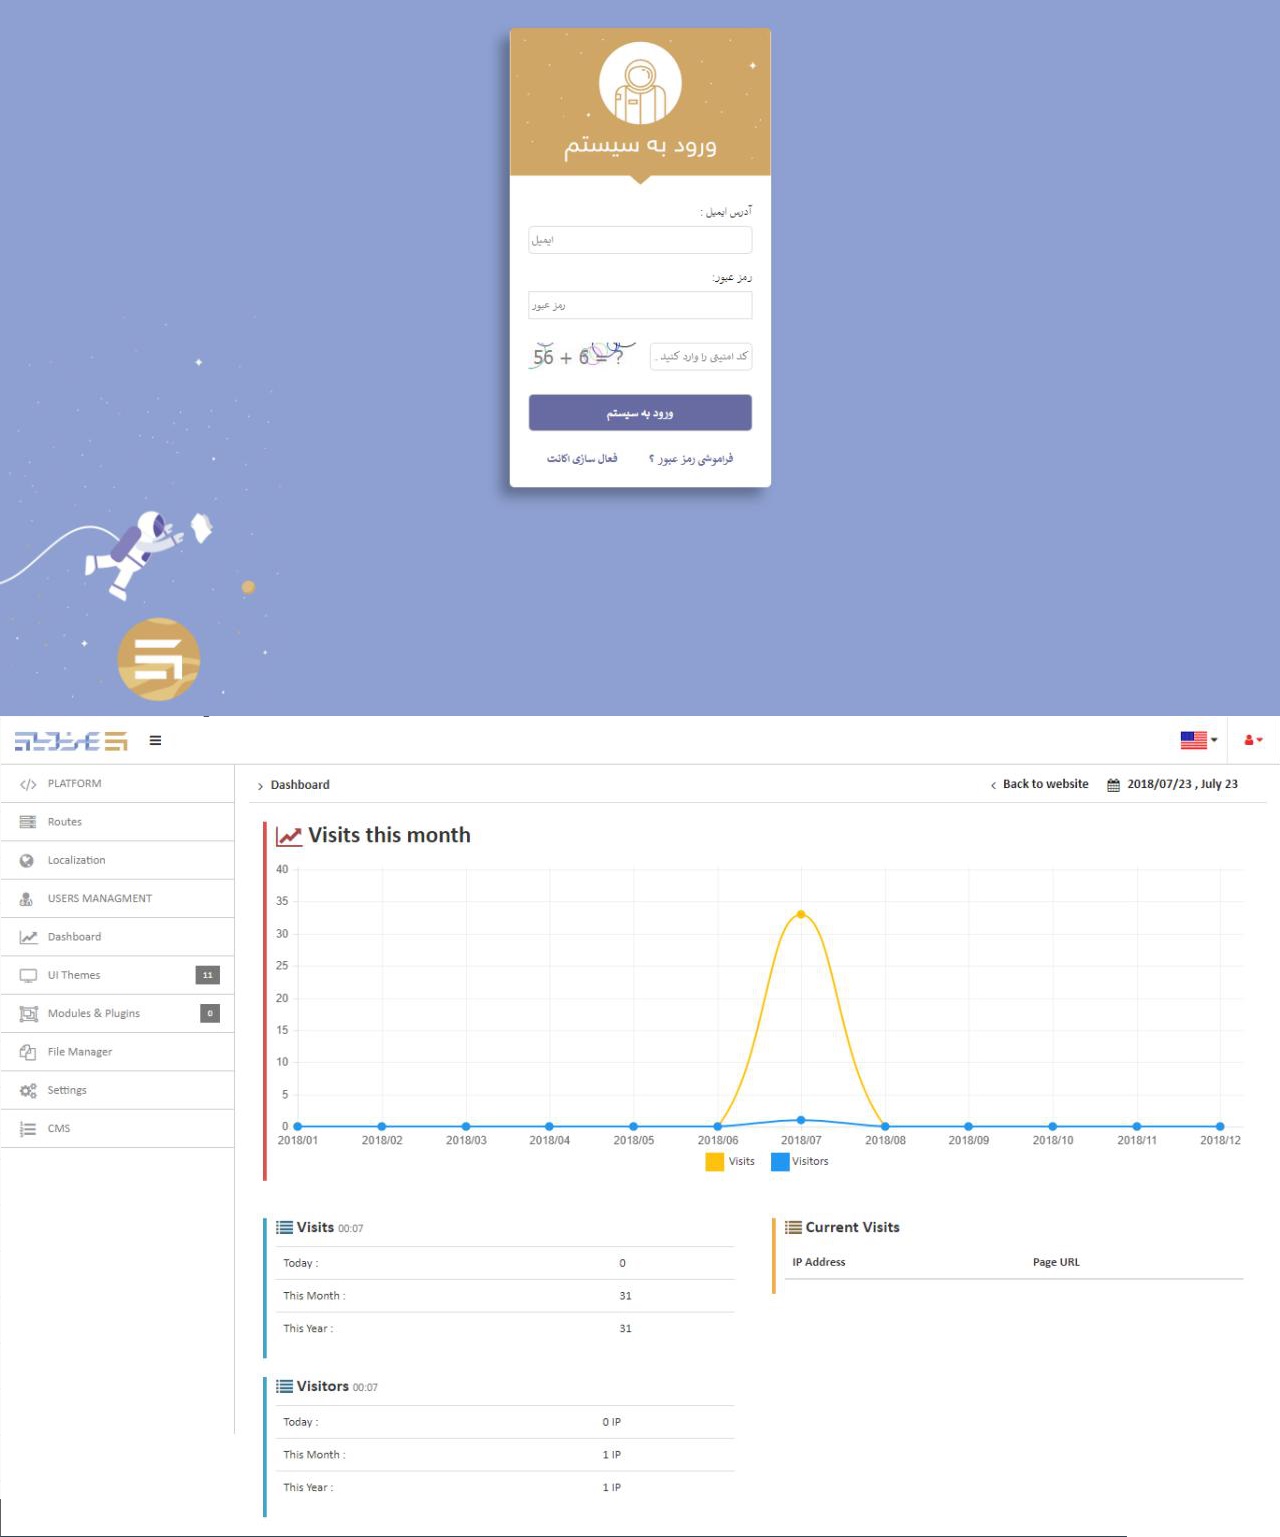 ورود به سیستم
آدرس ایمیل :
ایمیل
رمز عبور:
رمز عبور
56 + 6 = ?
کد امنیتی را وارد کنید .
ورود به سیستم
فراموشی رمز عبور ؟
فعال سازی اکانت
PLATFORM
Routes
Localization
USERS MANAGMENT
Dashboard
UI Themes 11
Modules & Plugins 0
File Manager
Settings
CMS
Dashboard
Back to website
2018/07/23 , July 23
Visits this month
40
35
30
25
20
15
10
5
0
2018/01 2018/02 2018/03 2018/04 2018/05 2018/06 2018/07 2018/08 2018/09 2018/10 2018/11 2018/12
Visits Visitors
Visits 00:07
Today : 0
This Month : 31
This Year : 31
Current Visits
IP Address Page URL
Visitors 00:07
Today : 0 IP
This Month : 1 IP
This Year : 1 IP